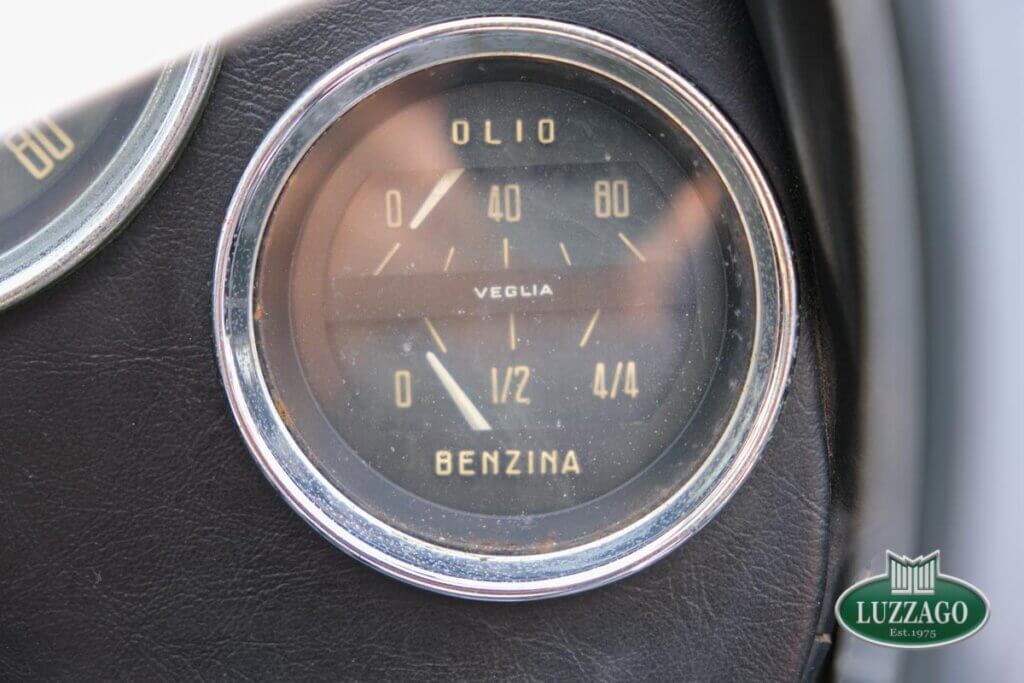 80
OLIO
0 40 80
VEGLIA
0 1/2 4/4
BENZINA
LUZZAGO
Est.1975